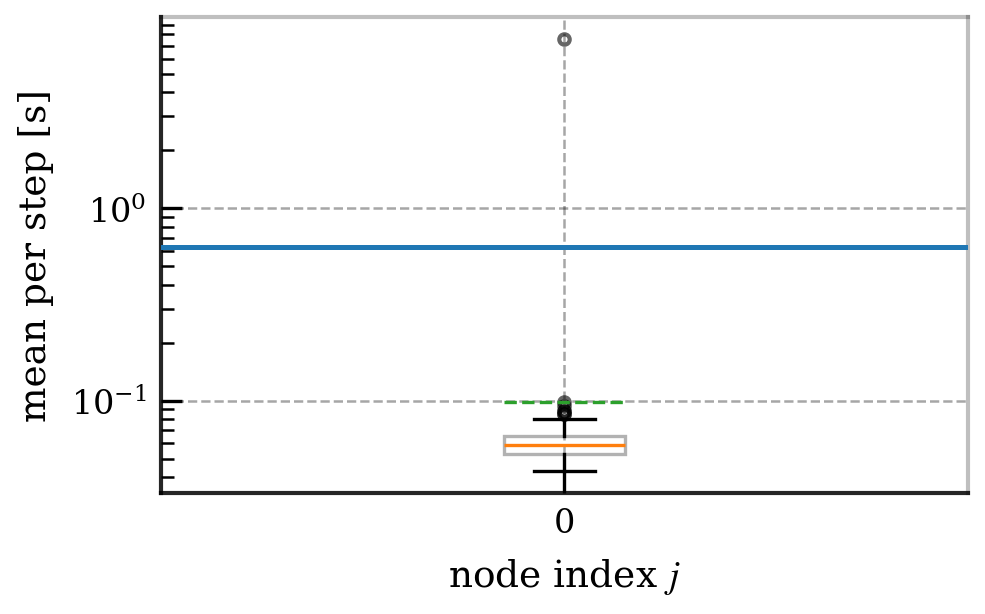 mean per step [s]
10⁰
10⁻¹
0
node index j